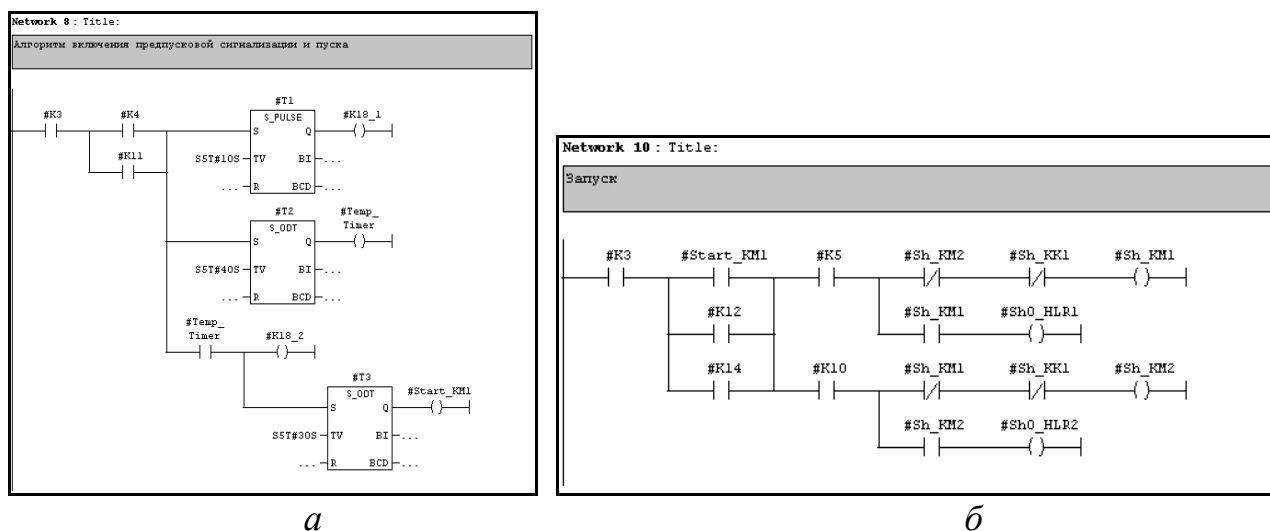 Network 8 : Title:
Алгоритм включения предпусковой сигнализации и пуска
#T1
#K3 #K4 S_PULSE #K18_1
S Q
#K11 S5T#10S TV BI ...
... R BCD ...
#T2 #Temp_
S_ODT Timer
S Q
S5T#40S TV BI ...
... R BCD ...
#Temp_
Timer #K18_2
#T3
S_ODT #Start_KM1
S Q
S5T#30S TV BI ...
... R BCD ...
а
Network 10 : Title:
Запуск
#K3 #Start_KM1 #K5 #Sh_KM2 #Sh_KK1 #Sh_KM1
#K12 #Sh_KM1 #Sh0_HLR1
#K14 #K10 #Sh_KM1 #Sh_KK1 #Sh_KM2
#Sh_KM2 #Sh0_HLR2
б